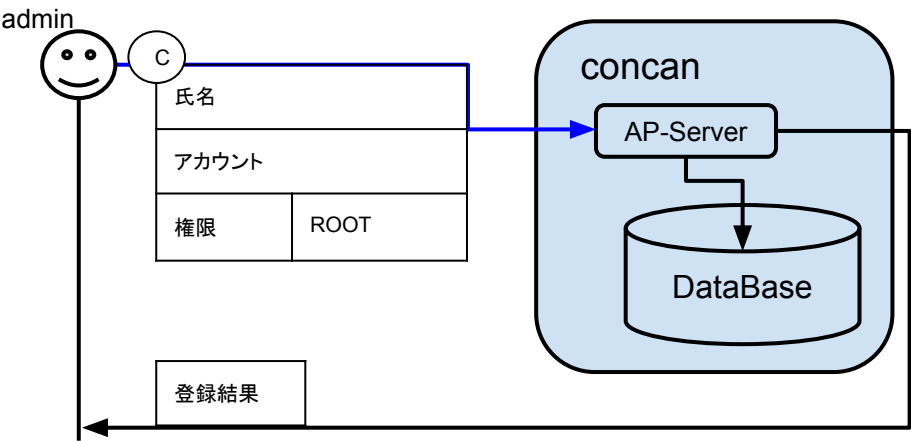 admin
C
氏名
アカウント
権限 ROOT
concan
AP-Server
DataBase
登録結果